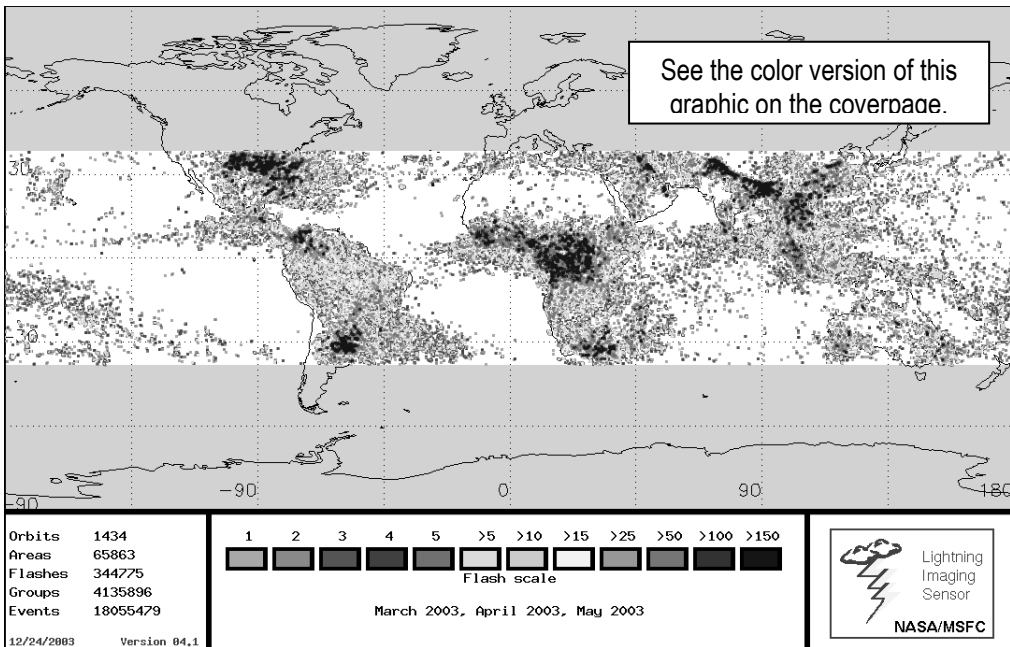 See the color version of this
graphic on the coverpage.
30
-30
-90
-90 0 90 180
Orbits 1434
Areas 65863
Flashes 344775
Groups 4135896
Events 18055479
12/24/2003 Version 04.1
1 2 3 4 5 >5 >10 >15 >25 >50 >100 >150
Flash scale
March 2003, April 2003, May 2003
Lightning
Imaging
Sensor
NASA/MSFC